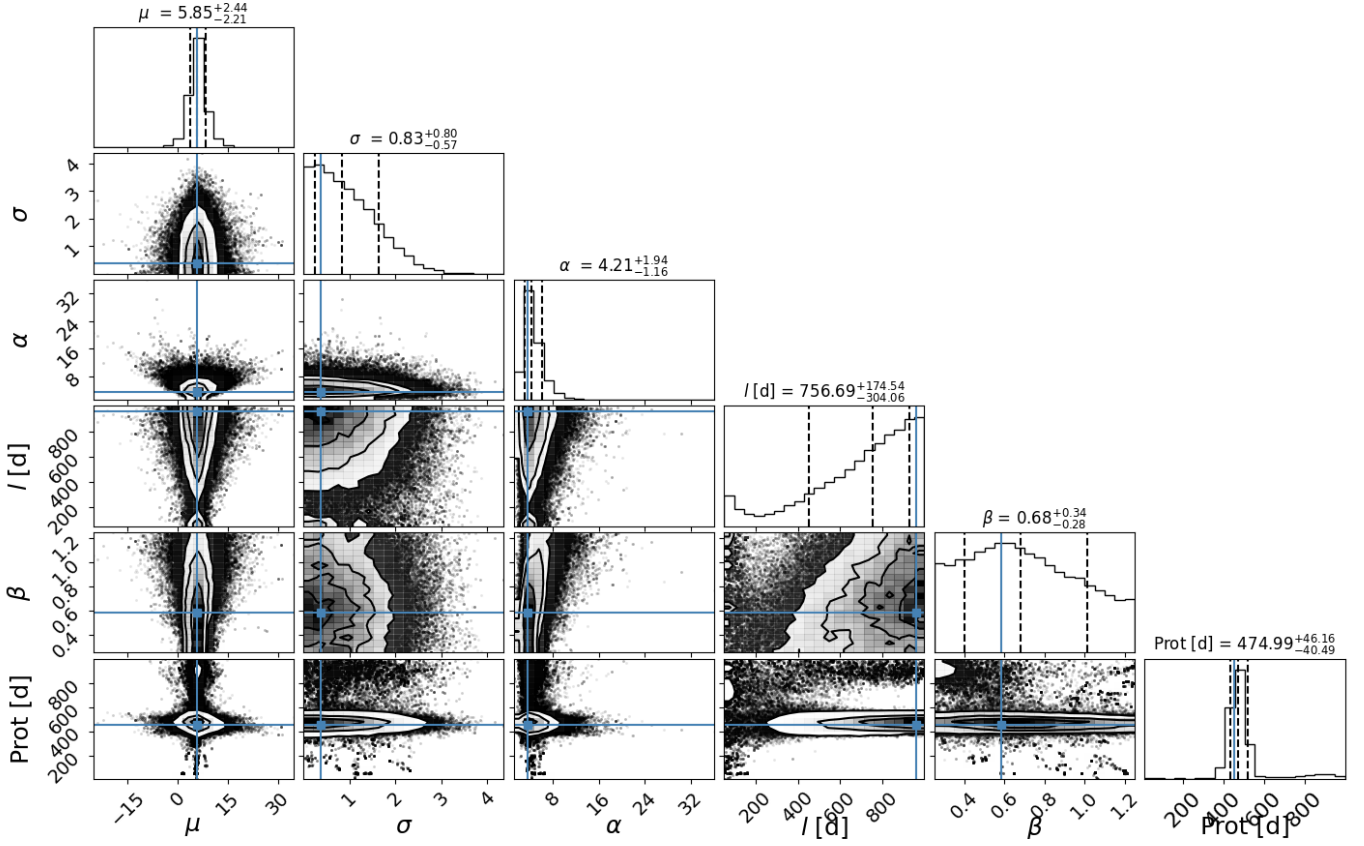 μ = 5.85+2.44−2.21
σ = 0.83+0.80−0.57
4
3
2
1
σ
α = 4.21+1.94−1.16
32
24
16
8
α
l [d] = 756.69+174.54−304.06
800
600
400
200
l [d]
β = 0.68+0.34−0.28
1.2
1.0
0.8
0.6
0.4
β
Prot [d] = 474.99+46.16−40.49
800
600
400
200
Prot [d]
−15 0 15 30
1 2 3 4
8 16 24 32
200 400 600 800
0.4 0.6 0.8 1.0 1.2
200 400 600 800
μ σ α l [d] β Prot [d]